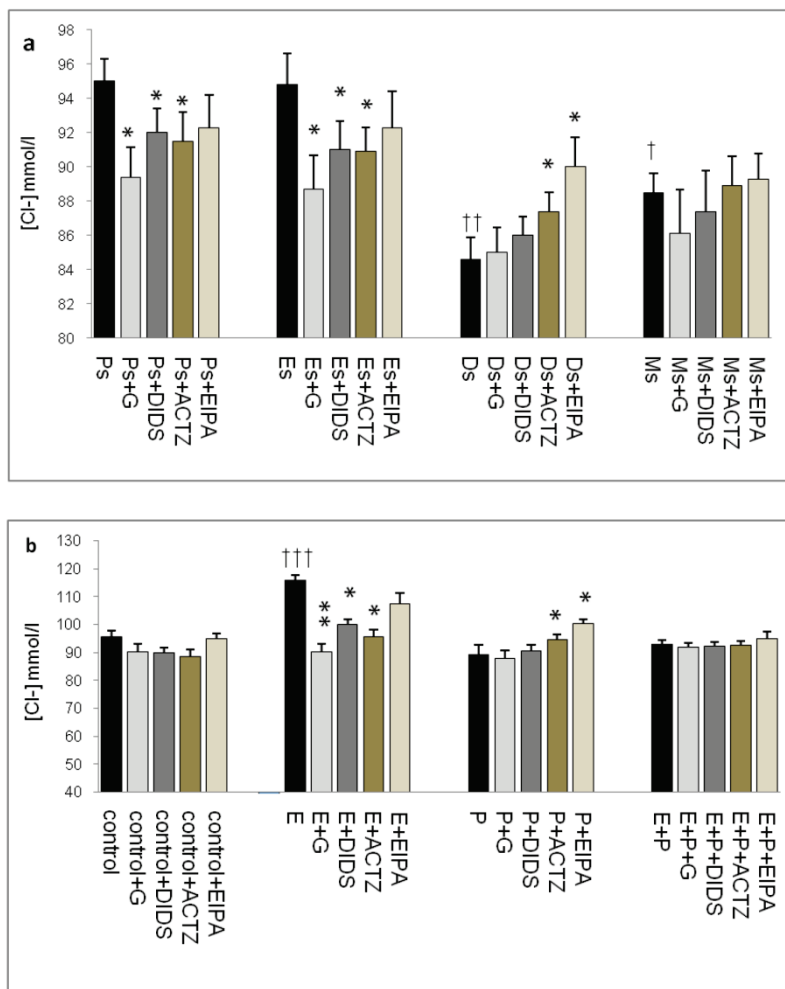 a
[Cl-] mmol/l
98
96
94
92
90
88
86
84
82
80
* * *
* * *
†† * *
†
Ps Ps+G Ps+DIDS Ps+ACTZ Ps+EIPA
Es Es+G Es+DIDS Es+ACTZ Es+EIPA
Ds Ds+G Ds+DIDS Ds+ACTZ Ds+EIPA
Ms Ms+G Ms+DIDS Ms+ACTZ Ms+EIPA
b
[Cl-] mmol/l
130
120
110
100
90
80
70
60
50
40
††† ** * *
* *
control control+G control+DIDS control+ACTZ control+EIPA
E E+G E+DIDS E+ACTZ E+EIPA
P P+G P+DIDS P+ACTZ P+EIPA
E+P E+P+G E+P+DIDS E+P+ACTZ E+P+EIPA